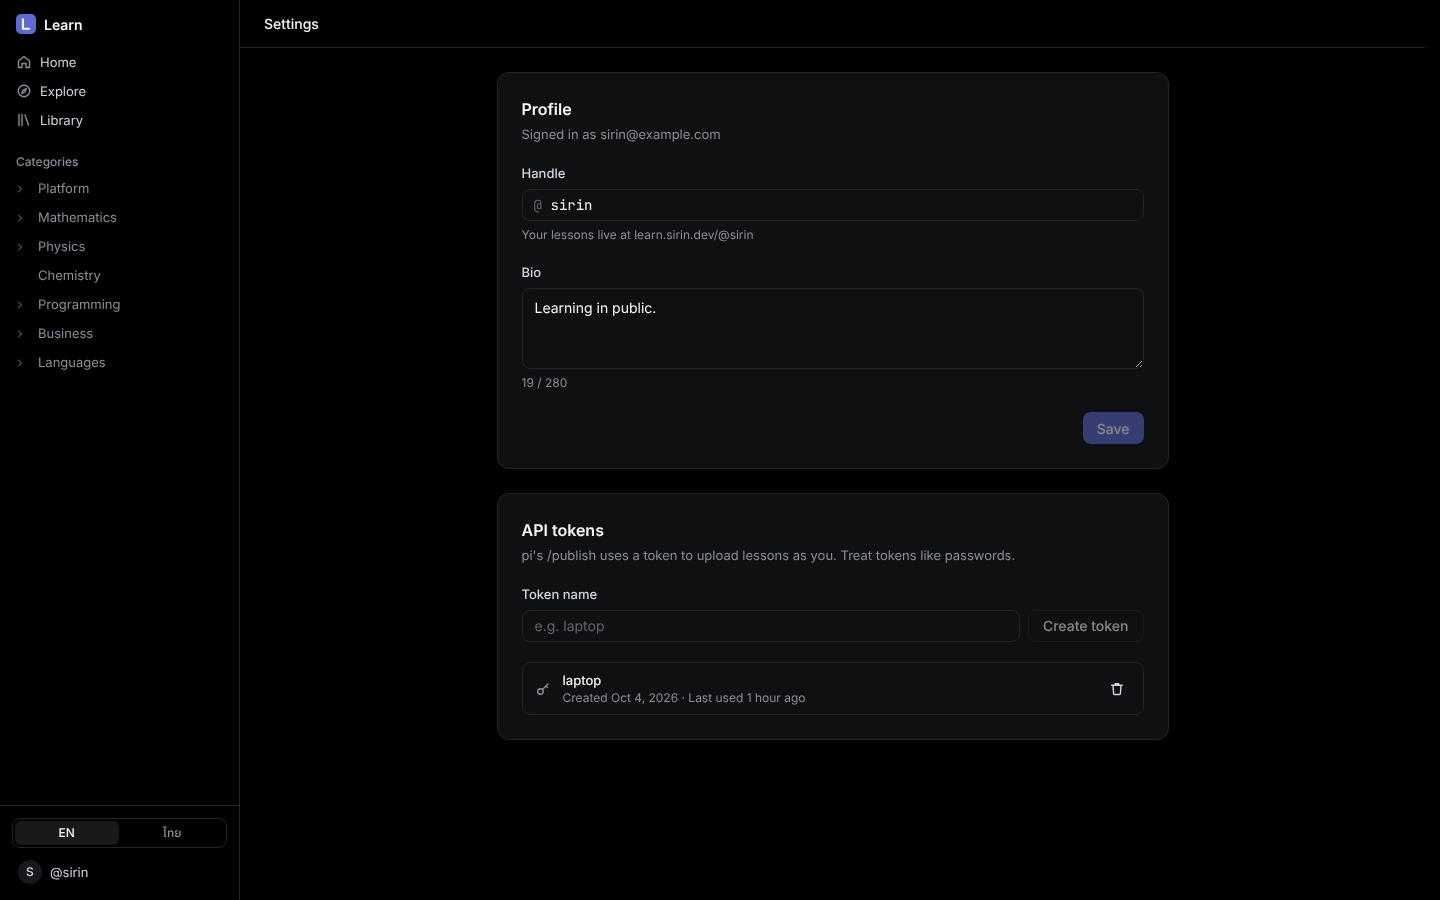 L Learn
Home
Explore
Library
Categories
Platform
Mathematics
Physics
Chemistry
Programming
Business
Languages
EN ไทย
S @sirin
Settings
Profile
Signed in as sirin@example.com
Handle
@ sirin
Your lessons live at learn.sirin.dev/@sirin
Bio
Learning in public.
19 / 280
Save
API tokens
pi's /publish uses a token to upload lessons as you. Treat tokens like passwords.
Token name
e.g. laptop
Create token
laptop
Created Oct 4, 2026 · Last used 1 hour ago